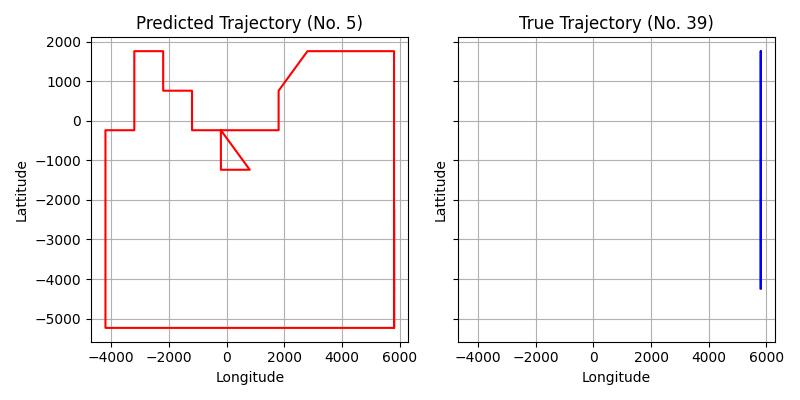 Predicted Trajectory (No. 5)
True Trajectory (No. 39)
2000
1000
0
−1000
−2000
−3000
−4000
−5000
Lattitude
Lattitude
−4000 −2000 0 2000 4000 6000
−4000 −2000 0 2000 4000 6000
Longitude
Longitude